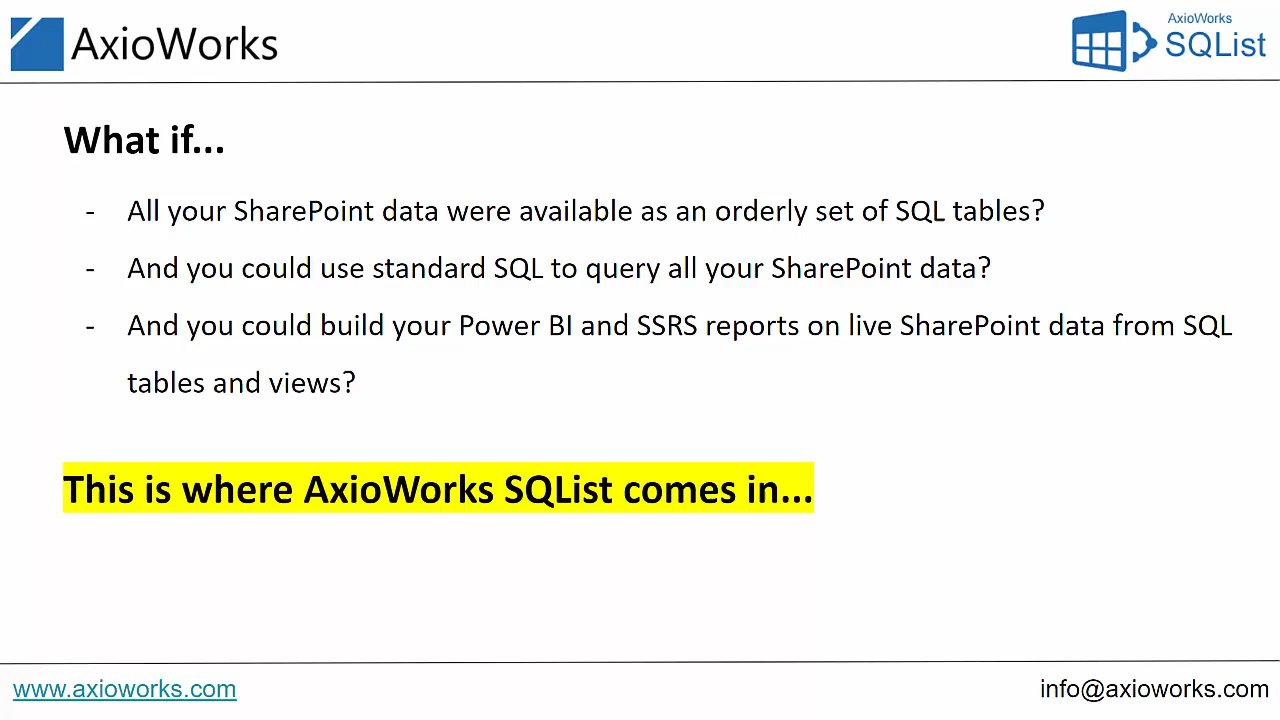 AxioWorks
AxioWorks
SQList
What if...
- All your SharePoint data were available as an orderly set of SQL tables?
- And you could use standard SQL to query all your SharePoint data?
- And you could build your Power BI and SSRS reports on live SharePoint data from SQL
tables and views?
This is where AxioWorks SQList comes in...
www.axioworks.com
info@axioworks.com